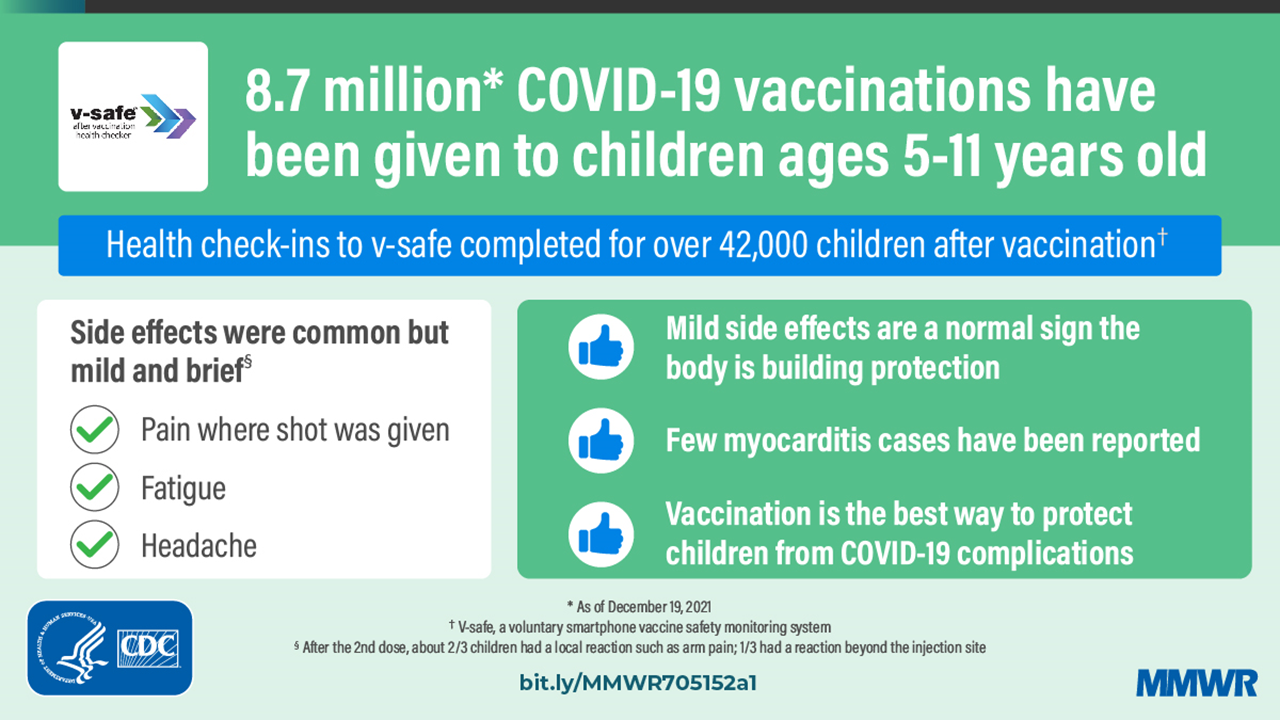 v-safe
after vaccination
health checker
8.7 million* COVID-19 vaccinations have
been given to children ages 5-11 years old
Health check-ins to v-safe completed for over 42,000 children after vaccination†
Side effects were common but
mild and brief§
Pain where shot was given
Fatigue
Headache
Mild side effects are a normal sign the
body is building protection
Few myocarditis cases have been reported
Vaccination is the best way to protect
children from COVID-19 complications
* As of December 19, 2021
† V-safe, a voluntary smartphone vaccine safety monitoring system
§ After the 2nd dose, about 2/3 children had a local reaction such as arm pain; 1/3 had a reaction beyond the injection site
bit.ly/MMWR705152a1
DEPARTMENT OF HEALTH & HUMAN SERVICES USA
CDC
MMWR